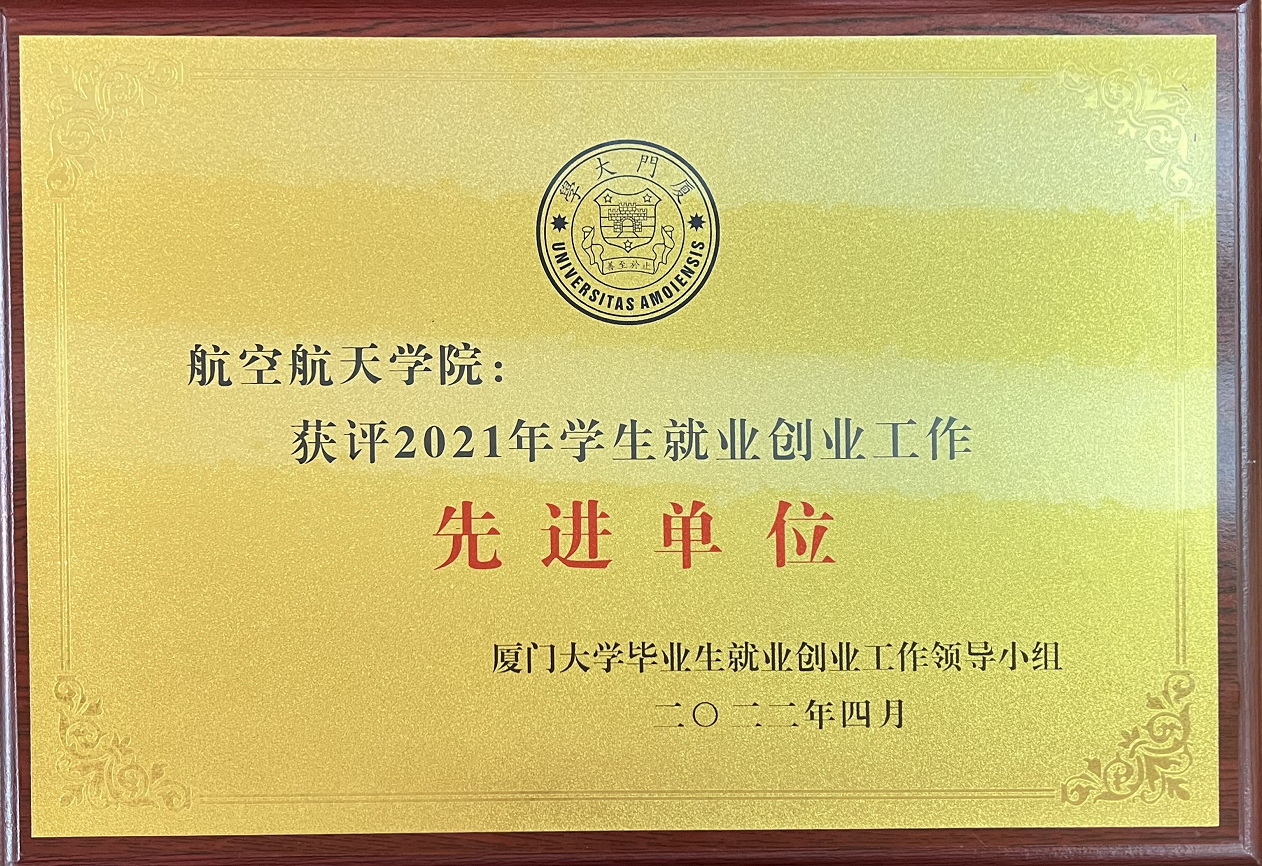 廈門大學
止於至善
UNIVERSITAS AMOIENSIS
航空航天学院：
获评2021年学生就业创业工作
先进单位
厦门大学毕业生就业创业工作领导小组
二〇二二年四月